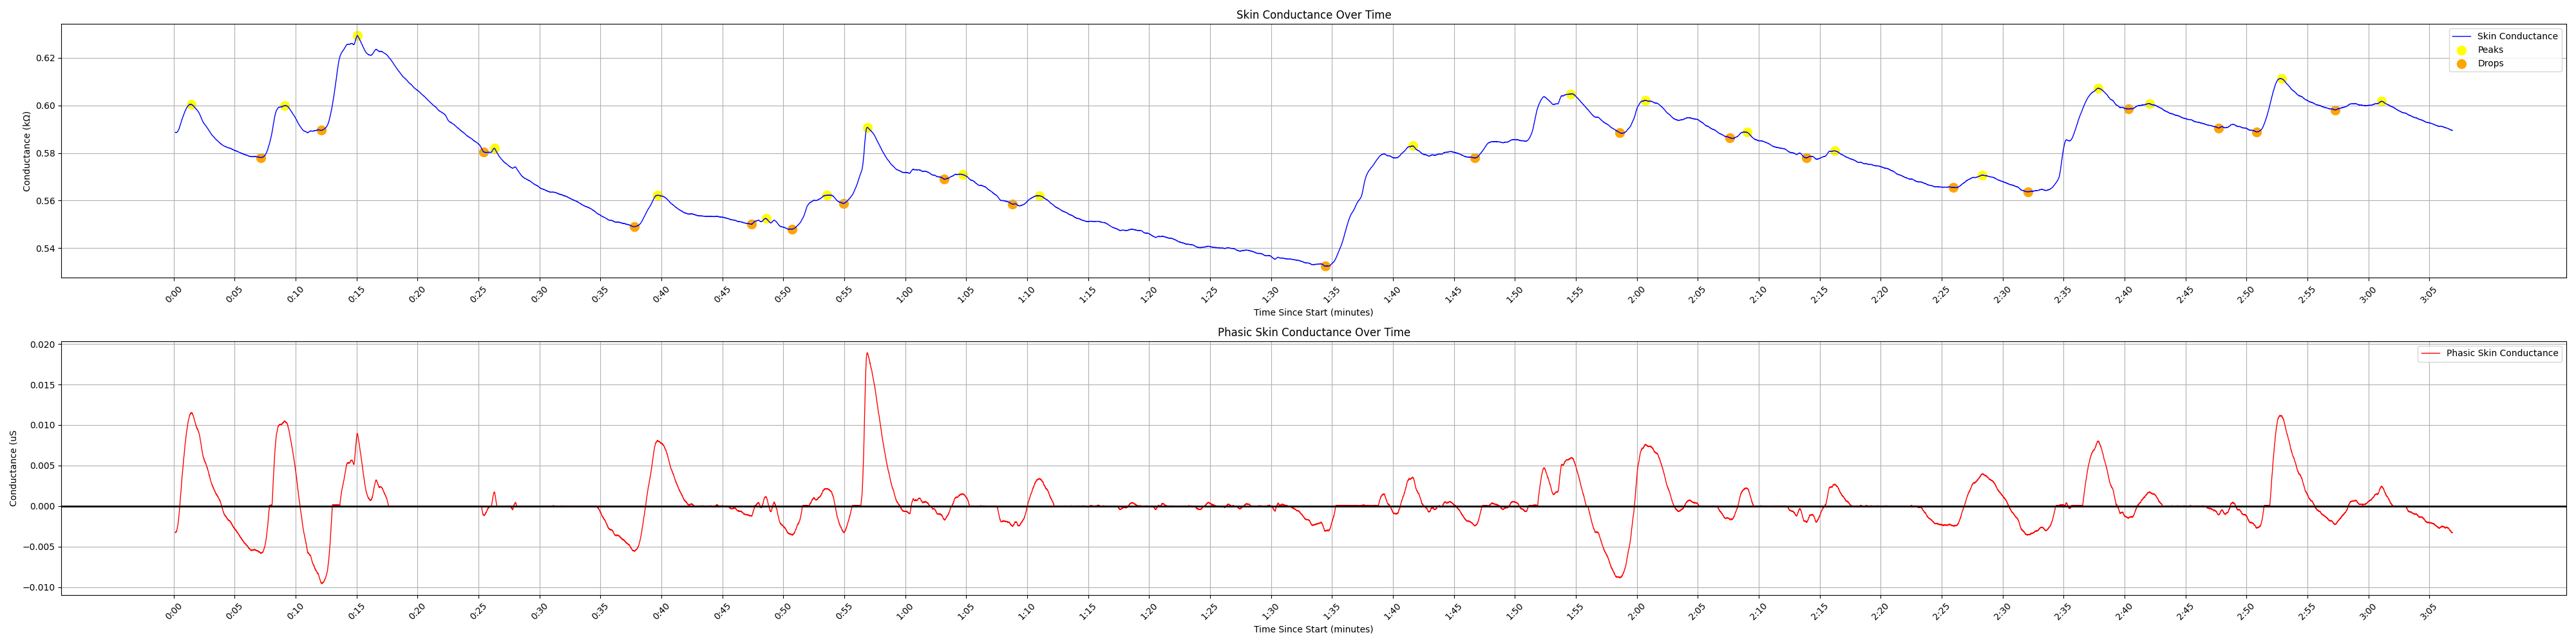 Skin Conductance Over Time
Conductance (kΩ)
0.62
0.60
0.58
0.56
0.54
Skin Conductance
Peaks
Drops
0:00 0:05 0:10 0:15 0:20 0:25 0:30 0:35 0:40 0:45 0:50 0:55 1:00 1:05 1:10 1:15 1:20 1:25 1:30 1:35 1:40 1:45 1:50 1:55 2:00 2:05 2:10 2:15 2:20 2:25 2:30 2:35 2:40 2:45 2:50 2:55 3:00 3:05
Time Since Start (minutes)
Phasic Skin Conductance Over Time
Conductance (uS
0.020
0.015
0.010
0.005
0.000
−0.005
−0.010
Phasic Skin Conductance
0:00 0:05 0:10 0:15 0:20 0:25 0:30 0:35 0:40 0:45 0:50 0:55 1:00 1:05 1:10 1:15 1:20 1:25 1:30 1:35 1:40 1:45 1:50 1:55 2:00 2:05 2:10 2:15 2:20 2:25 2:30 2:35 2:40 2:45 2:50 2:55 3:00 3:05
Time Since Start (minutes)